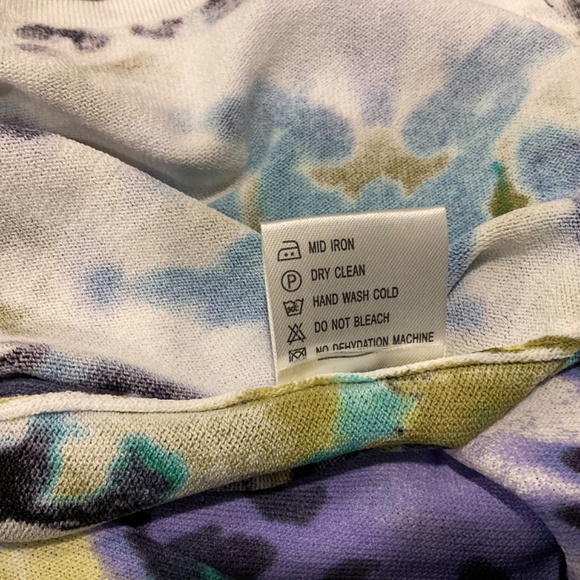 MID IRON
P DRY CLEAN
HAND WASH COLD
DO NOT BLEACH
NO DEHYDATION MACHINE